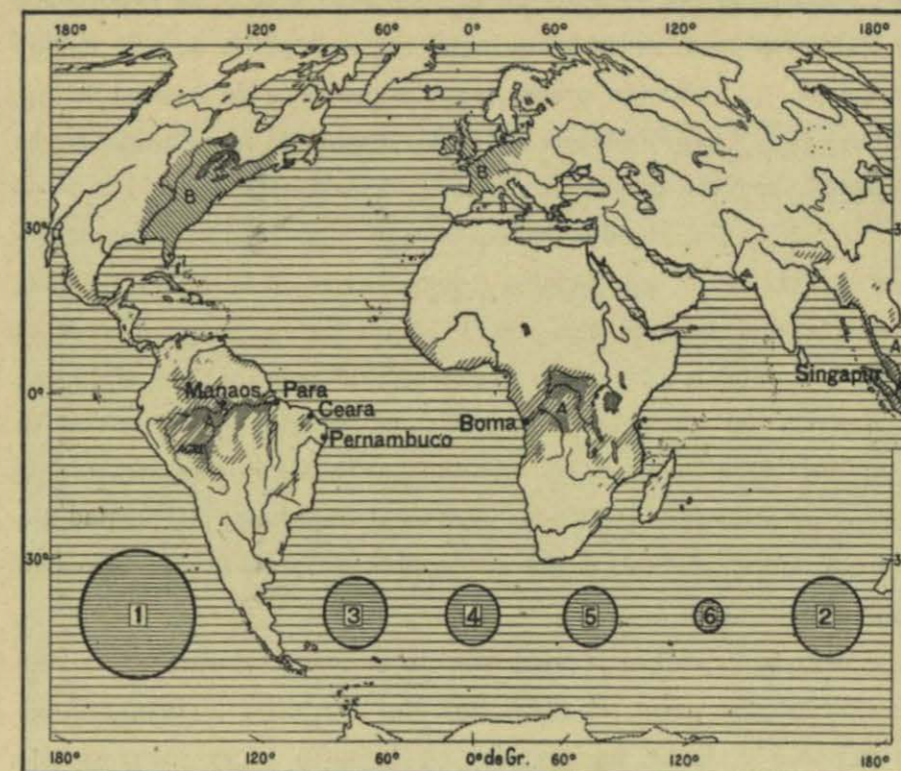 180° 120° 60° 0° 60° 120° 180°
B
B
30°
A
Singapur
Manaos Para
0°
Ceara
A
Boma
A
Pernambuco
30°
1 3 4 5 6 2
180° 120° 60° 0° de Gr. 60° 120° 180°